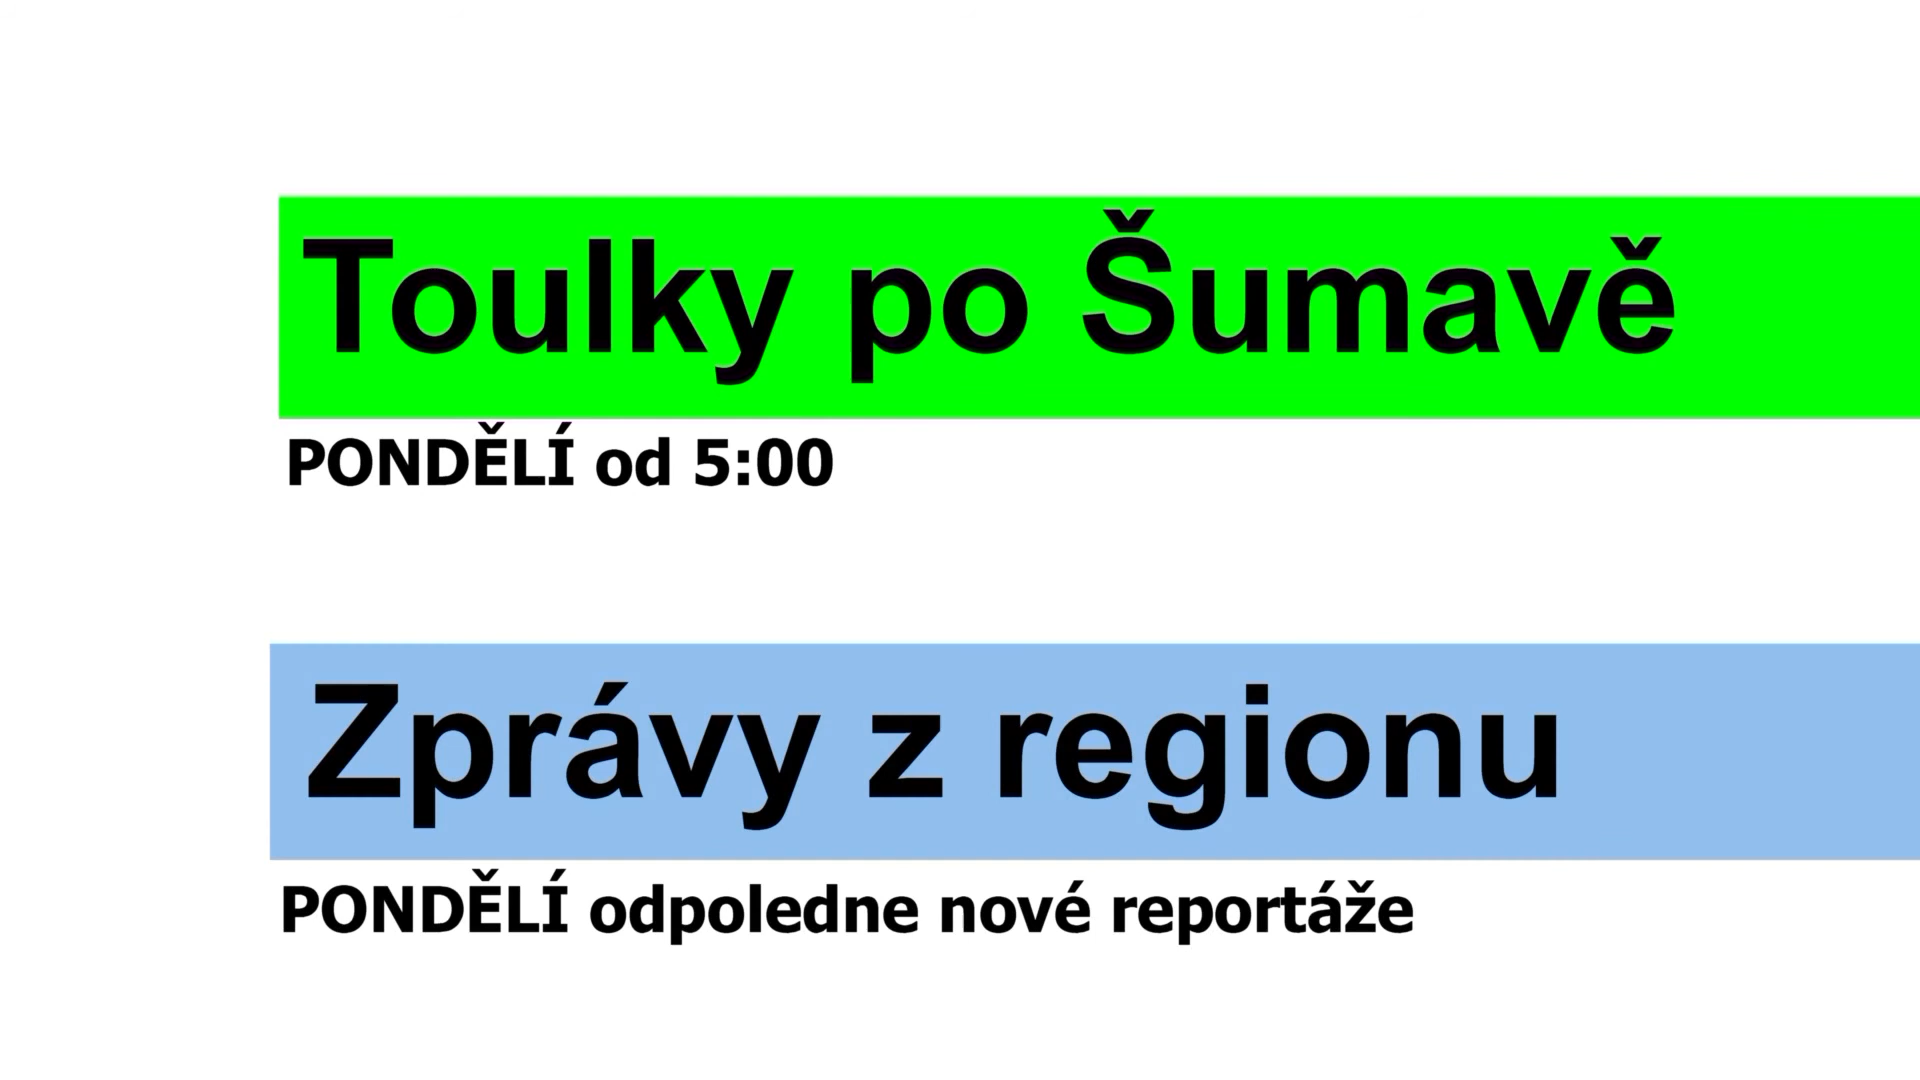 Toulky po Šumavě
PONDĚLÍ od 5:00
Zprávy z regionu
PONDĚLÍ odpoledne nové reportáže